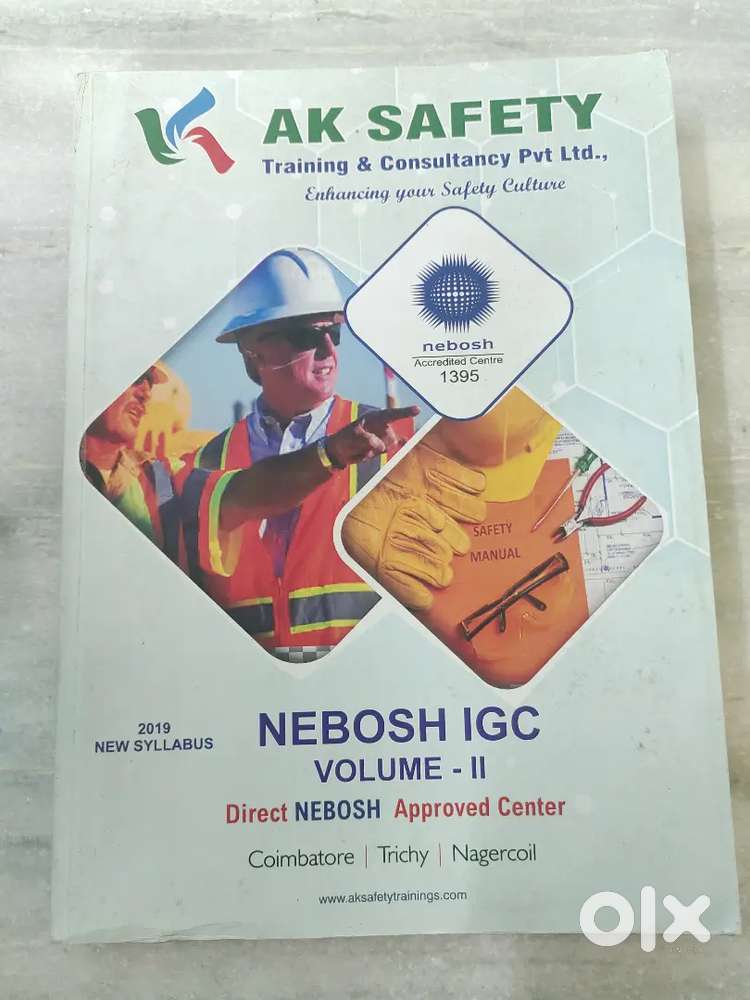 AK SAFETY
Training & Consultancy Pvt Ltd.,
Enhancing your Safety Culture
nebosh
Accredited Centre
1395
SAFETY
MANUAL
2019
NEW SYLLABUS
NEBOSH IGC
VOLUME - II
Direct NEBOSH Approved Center
Coimbatore | Trichy | Nagercoil
www.aksafetytrainings.com
olx